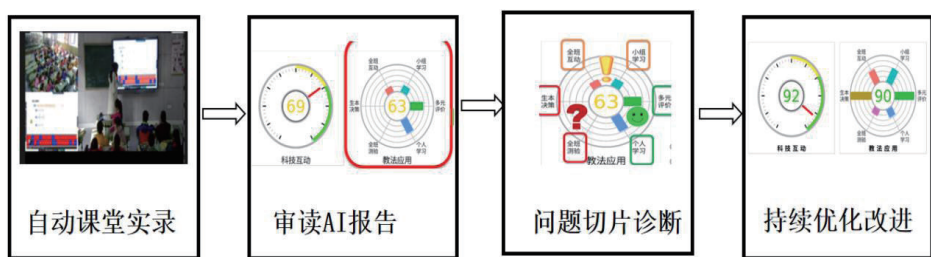 自动课堂实录
69
科技互动
全班
互动
小组
学习
生本
决策
63
多元
评价
全班
测验
个人
学习
教法应用
审读AI报告
全班
互动
小组
学习
生本
决策
63
多元
评价
?
全班
测验
个人
学习
教法应用
问题切片诊断
92
科技互动
全班
互动
小组
学习
生本
决策
90
多元
评价
全班
测验
个人
学习
教法应用
持续优化改进